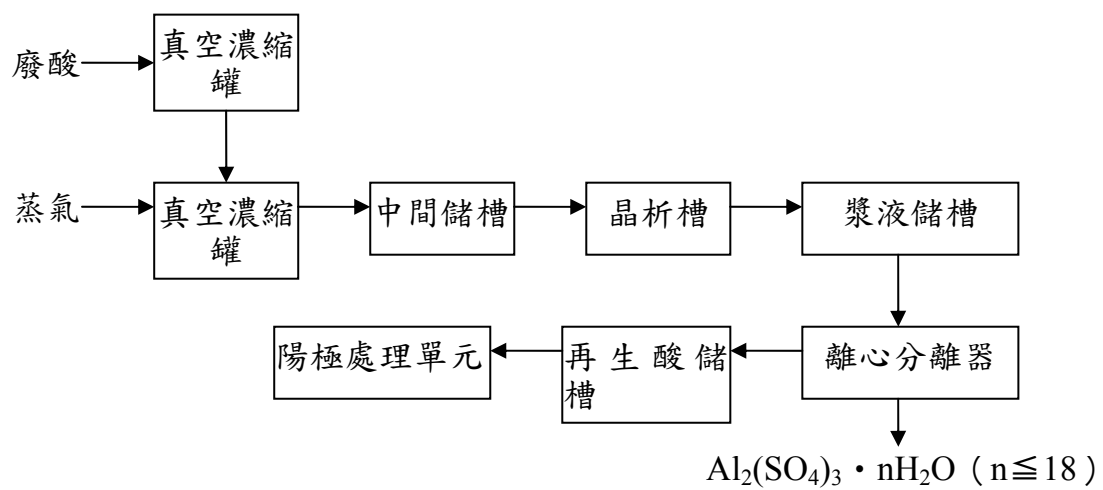 廢酸
真空濃縮
罐
蒸氣
真空濃縮
罐
中間儲槽
晶析槽
漿液儲槽
陽極處理單元
再生酸儲
槽
離心分離器
Al₂(SO₄)₃・nH₂O（n≦18）